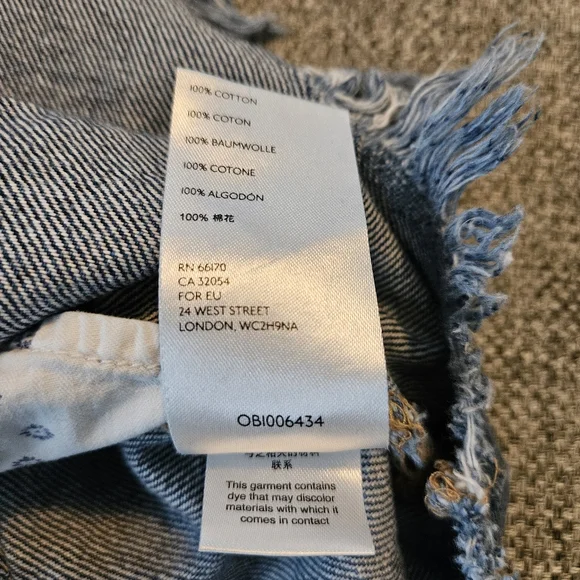 100% COTTON
100% COTON
100% BAUMWOLLE
100% COTONE
100% ALGODÓN
100% 棉花
RN 66170
CA 32054
FOR EU
24 WEST STREET
LONDON, WC2H9NA
OB1006434
联系
This garment contains
dye that may discolor
materials with which it
comes in contact